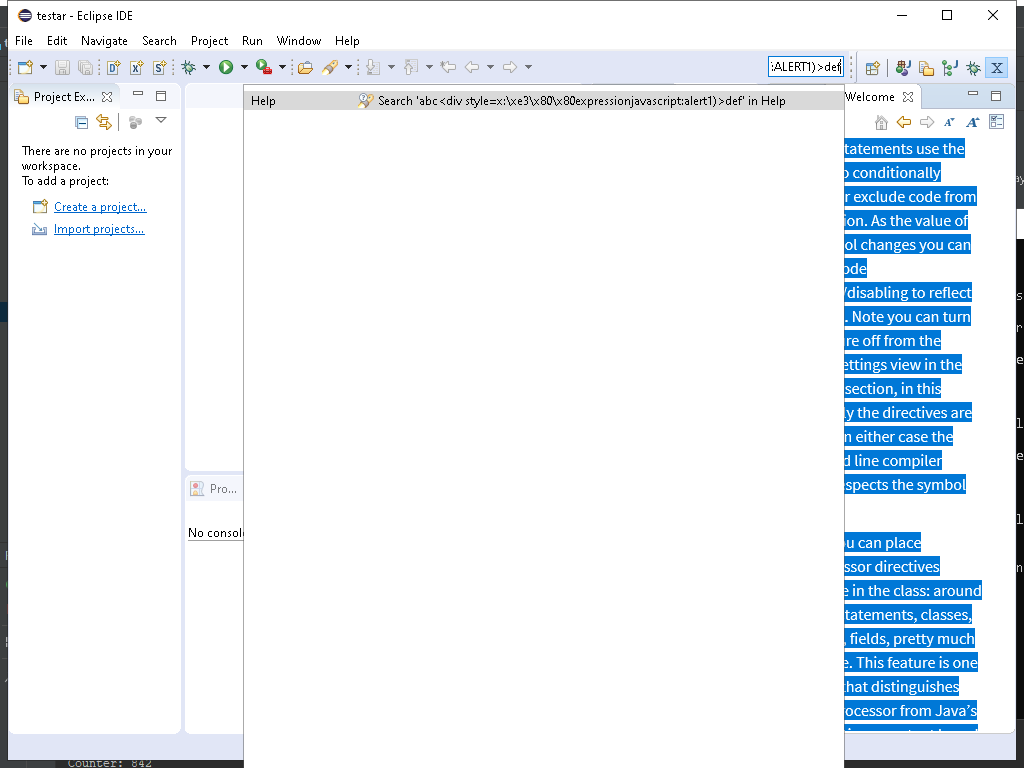 testar - Eclipse IDE
File Edit Navigate Search Project Run Window Help
:ALERT1)>def
Project Ex...
Help Search 'abc<div style=x:\xe3\x80\x80expressionjavascript:alert1)>def' in Help
Welcome
There are no projects in your
workspace.
To add a project:
Create a project...
Import projects...
Pro...
No consol
tatements use the
o conditionally
r exclude code from
ion. As the value of
ol changes you can
ode
/disabling to reflect
. Note you can turn
re off from the
ettings view in the
section, in this
ly the directives are
n either case the
d line compiler
espects the symbol
ou can place
ssor directives
e in the class: around
tatements, classes,
, fields, pretty much
e. This feature is one
that distinguishes
rocessor from Java's
Counter: 842